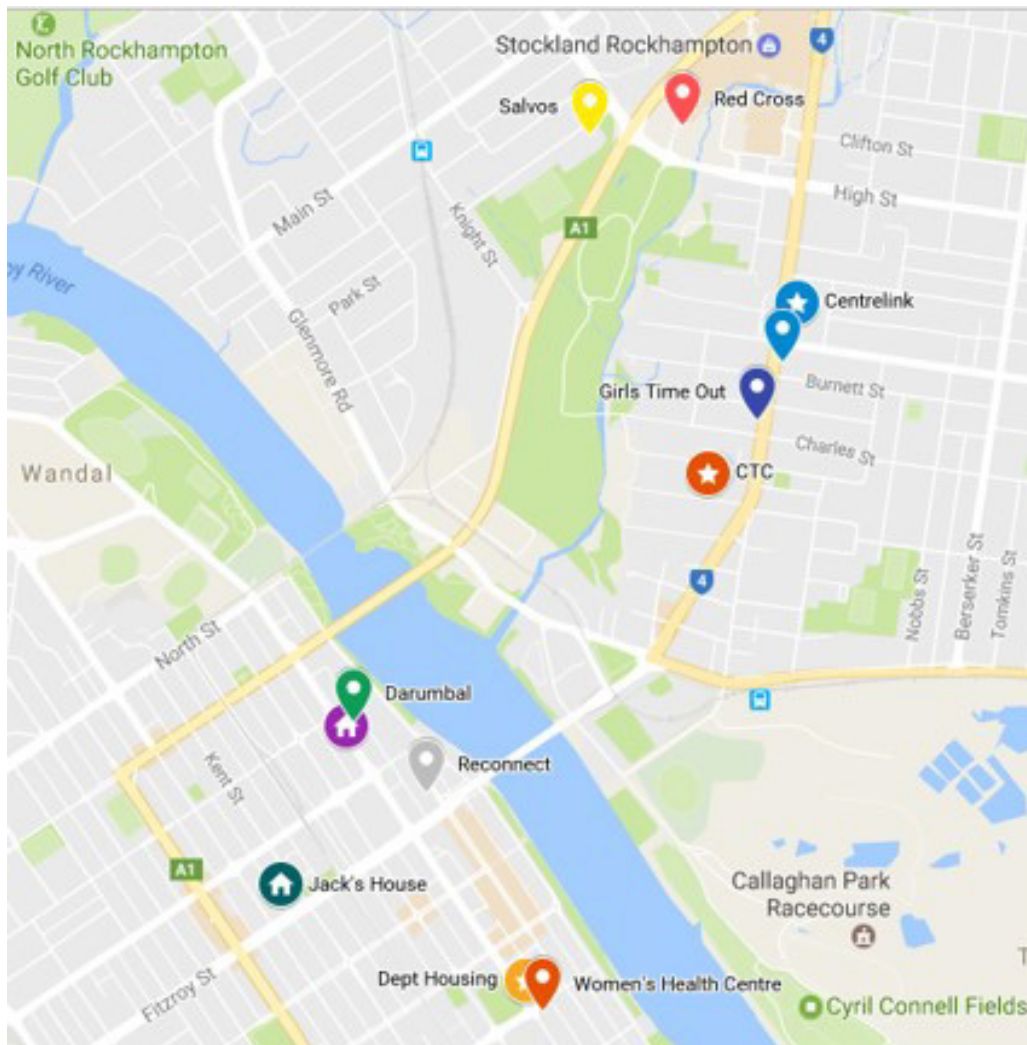 North Rockhampton
Golf Club
Stockland Rockhampton
4
Salvos
Red Cross
Clifton St
High St
Main St
Knight St
A1
oy River
Park St
Glenmore Rd
Centrelink
Girls Time Out
Burnett St
Charles St
Wandal
CTC
4
Nobbs St
Berserker St
Tomkins St
North St
Darumbal
Reconnect
Kent St
A1
Jack's House
Callaghan Park
Racecourse
T
Dept Housing
Women's Health Centre
Fitzroy St
Cyril Connell Fields